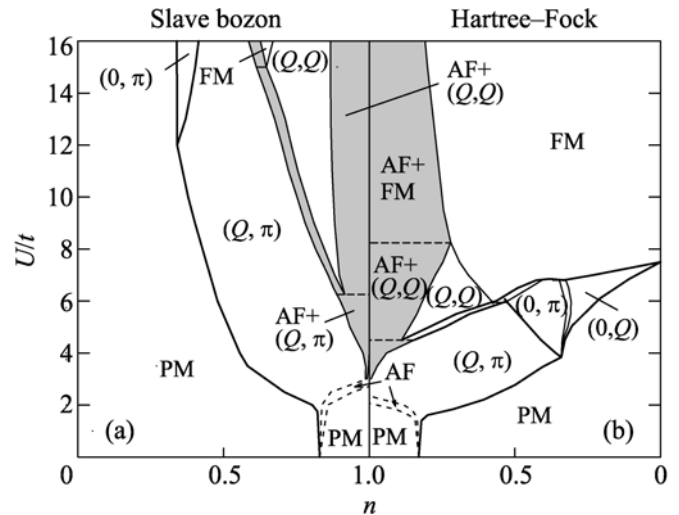 Slave bozon
Hartree–Fock
16
14
12
10
8
6
4
2
0
U/t
(0, π)
FM
(Q,Q)
AF+
(Q,Q)
FM
AF+
FM
(Q, π)
AF+
(Q,Q)
(Q,Q)
(0, π)
(0,Q)
AF+
(Q, π)
(Q, π)
PM
AF
PM
(a)
PM
PM
(b)
0.5
1.0
0.5
0
n